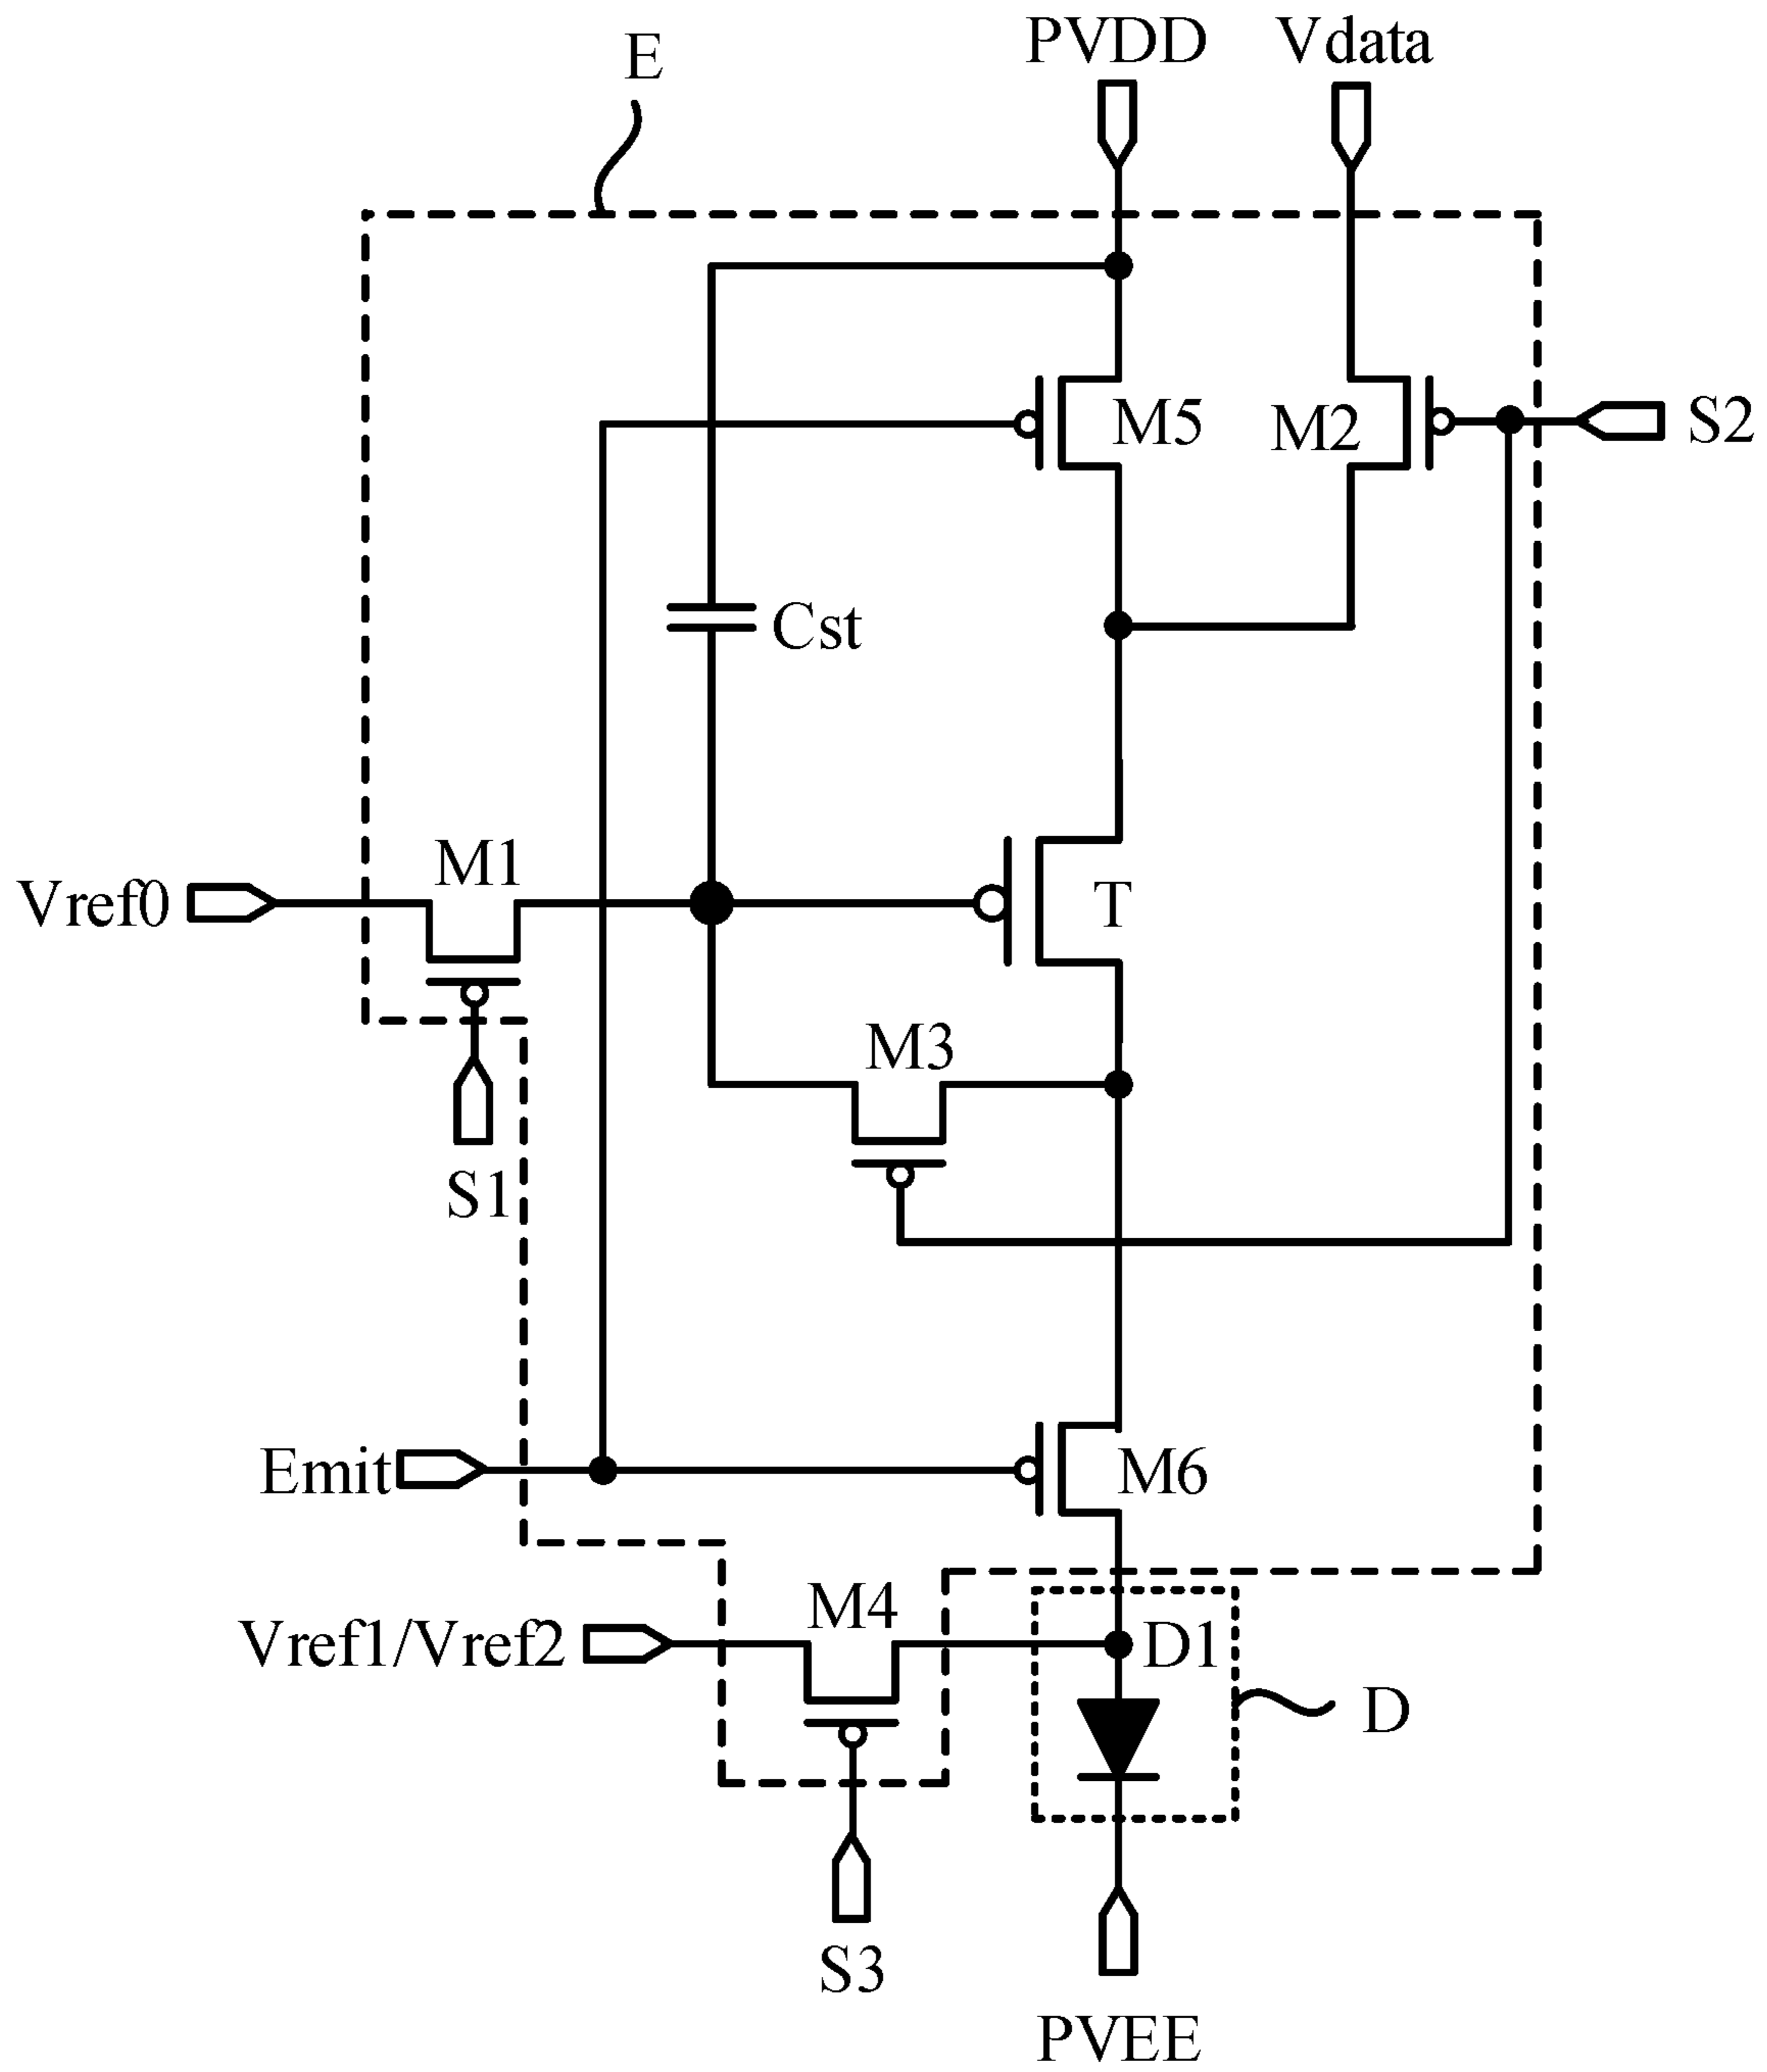 PVDD
Vdata
E
M5
M2
S2
Cst
M1
Vref0
T
M3
S1
Emit
M6
M4
Vref1/Vref2
D1
D
S3
PVEE